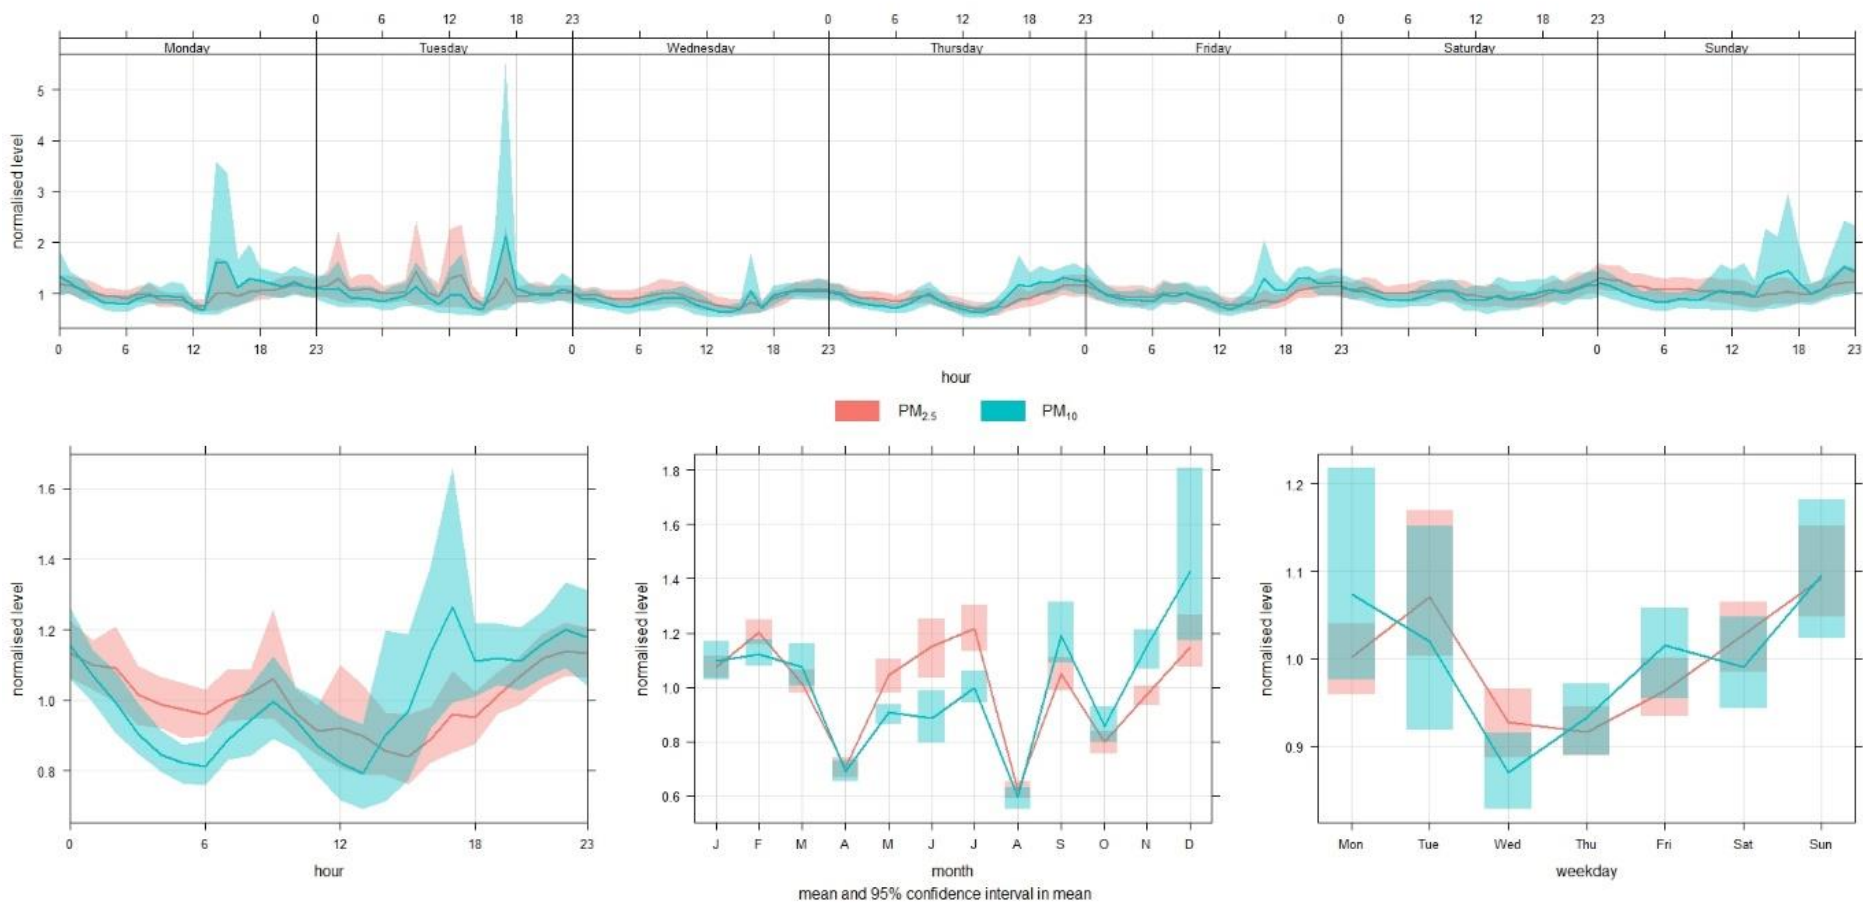 0 6 12 18 23 0 6 12 18 23 0 6 12 18 23
Monday Tuesday Wednesday Thursday Friday Saturday Sunday
normalised level
5
4
3
2
1
0 6 12 18 23 0 6 12 18 23 0 6 12 18 23 0 6 12 18 23
hour
PM2.5 PM10
normalised level
1.6
1.4
1.2
1.0
0.8
0 6 12 18 23
hour
normalised level
1.8
1.6
1.4
1.2
1.0
0.8
0.6
J F M A M J J A S O N D
month
mean and 95% confidence interval in mean
normalised level
1.2
1.1
1.0
0.9
Mon Tue Wed Thu Fri Sat Sun
weekday